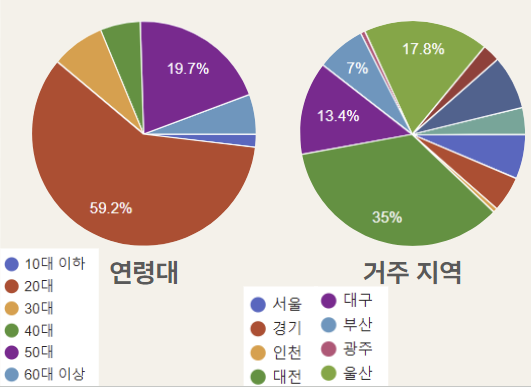 19.7%
59.2%
17.8%
7%
13.4%
35%
연령대
거주 지역
10대 이하
20대
30대
40대
50대
60대 이상
서울
경기
인천
대전
대구
부산
광주
울산